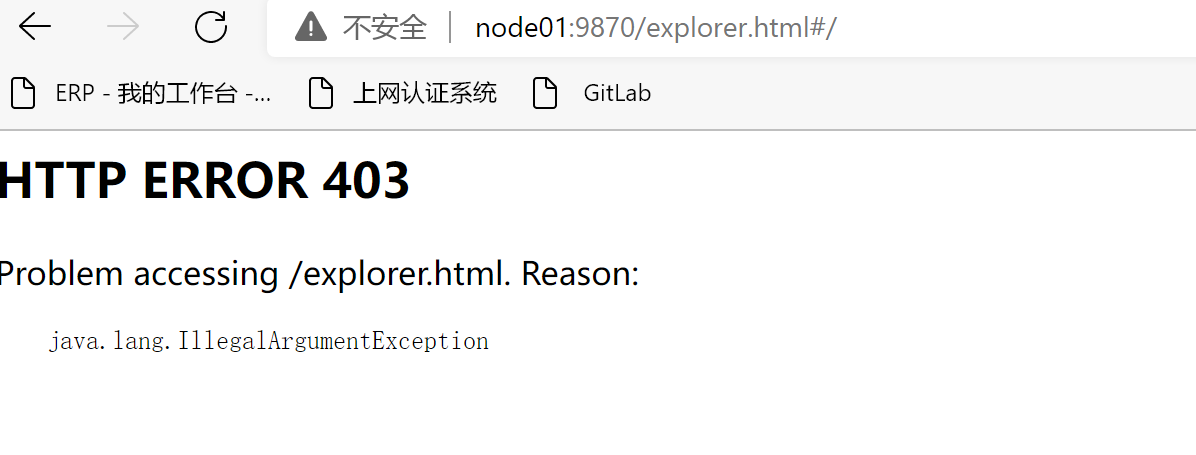 不安全 | node01:9870/explorer.html#/
ERP - 我的工作台 -... 上网认证系统 GitLab
HTTP ERROR 403
Problem accessing /explorer.html. Reason:
java.lang.IllegalArgumentException